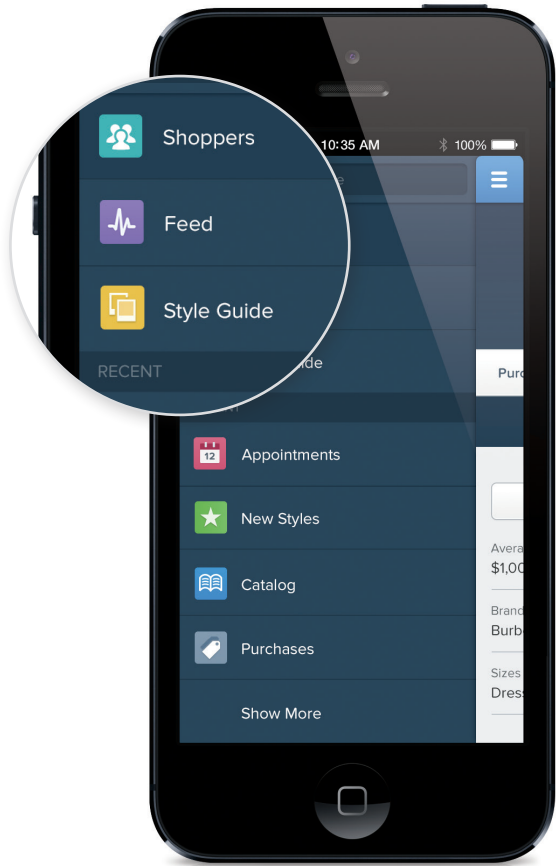 10:35 AM
100%
Shoppers
Feed
Style Guide
RECENT
Purc
12
Appointments
New Styles
Catalog
Purchases
Show More
Avera
$1,00
Brand
Burb
Sizes
Dress